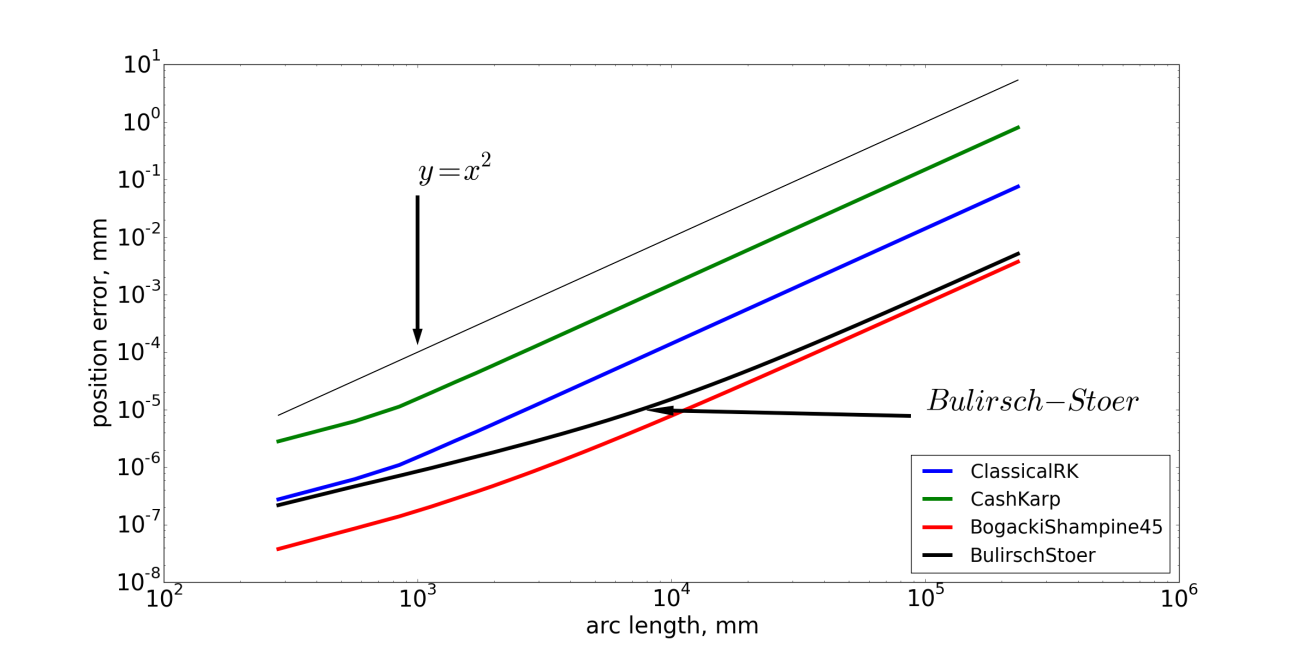 10^1
10^0
10^-1
10^-2
10^-3
10^-4
10^-5
10^-6
10^-7
10^-8
position error, mm
y=x^2
Bulirsch−Stoer
ClassicalRK
CashKarp
BogackiShampine45
BulirschStoer
10^2 10^3 10^4 10^5 10^6
arc length, mm